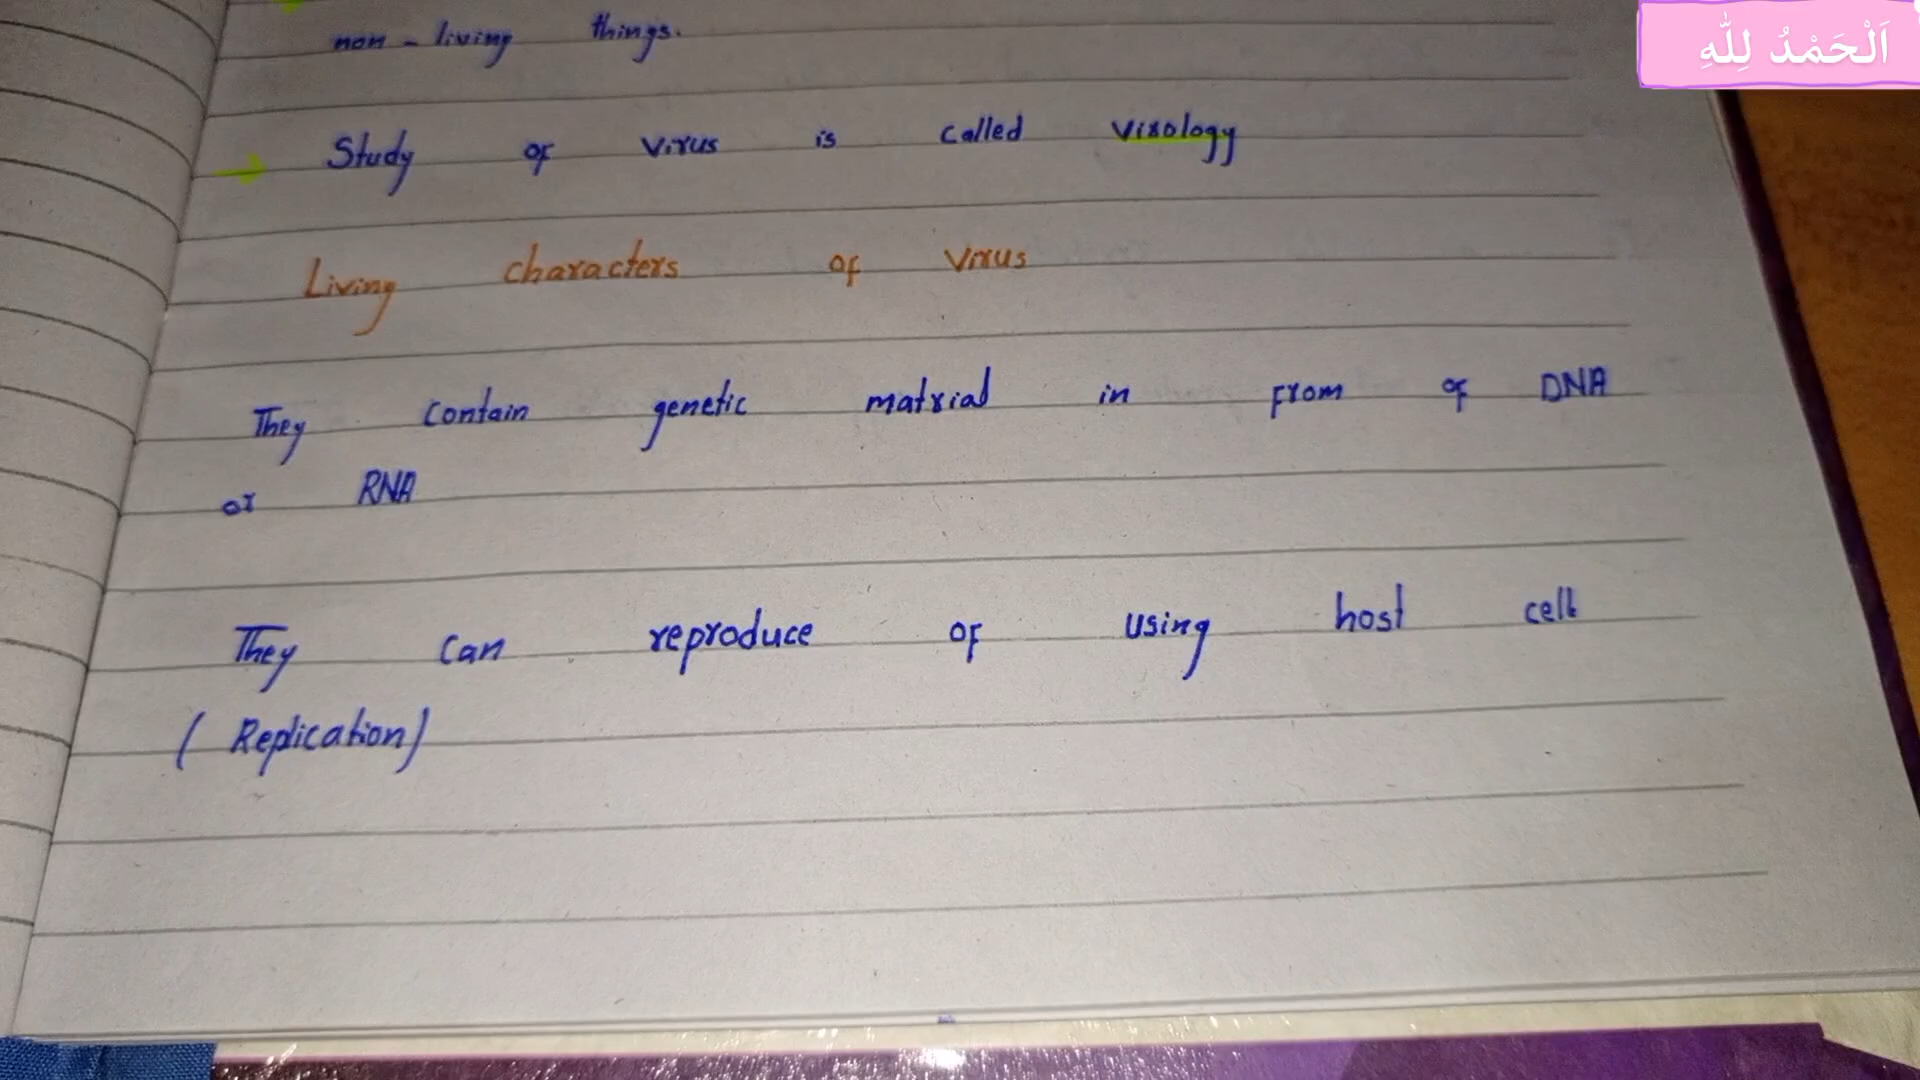 اَلْحَمْدُ لِلّٰهِ
non - living things.
→ Study of virus is called virology
Living characters of virus
They contain genetic matrial in from of DNA
or RNA
They can reproduce of using host cell
( Replication)